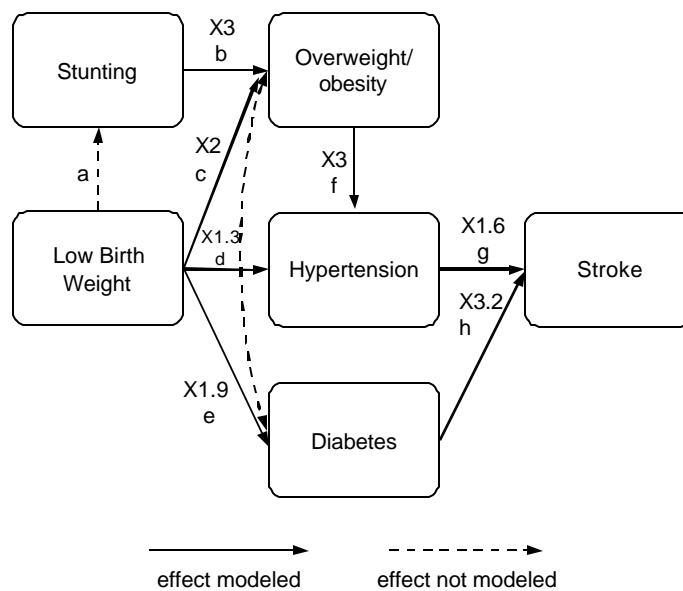 X3
b
Stunting
Overweight/
obesity
a
X2
c
X3
f
Low Birth
Weight
X1.3
d
Hypertension
X1.6
g
Stroke
X3.2
h
X1.9
e
Diabetes
effect modeled
effect not modeled